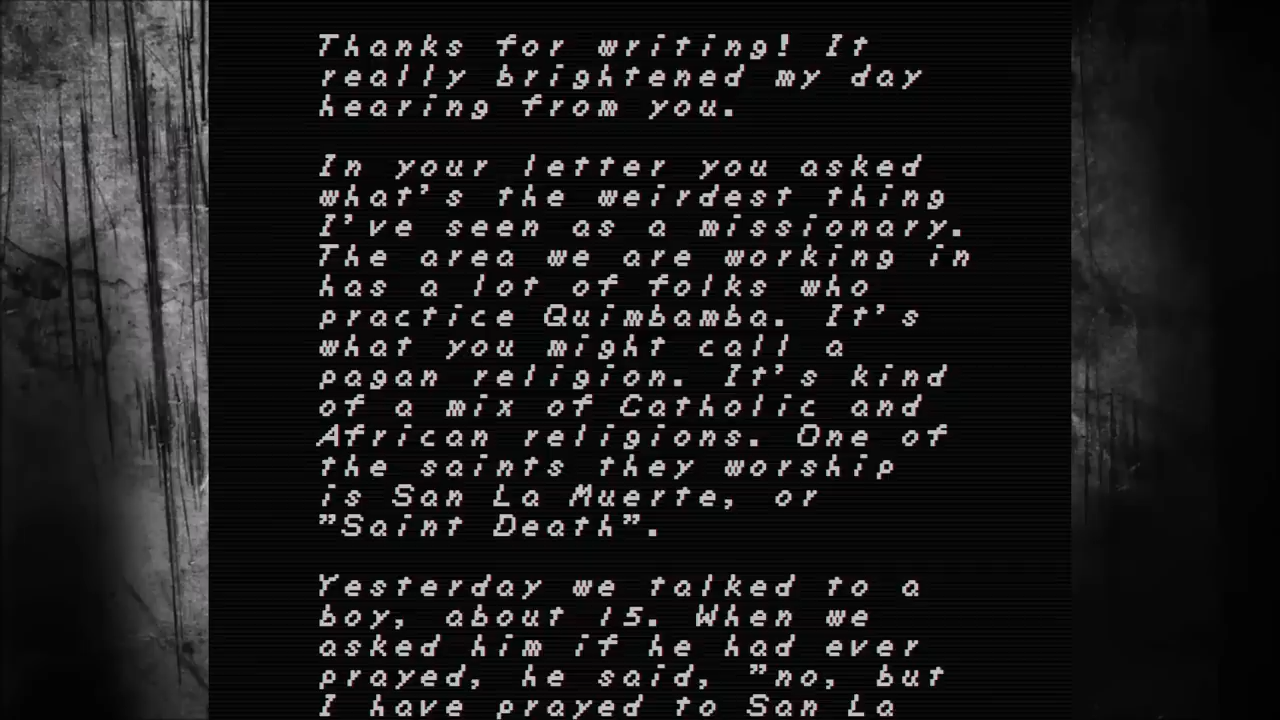 Thanks for writing! It
really brightened my day
hearing from you.
In your letter you asked
what's the weirdest thing
I've seen as a missionary.
The area we are working in
has a lot of folks who
practice Quimbamba. It's
what you might call a
pagan religion. It's kind
of a mix of Catholic and
African religions. One of
the saints they worship
is San La Muerte, or
"Saint Death".
Yesterday we talked to a
boy, about 15. When we
asked him if he had ever
prayed, he said, "no, but
I have prayed to San La